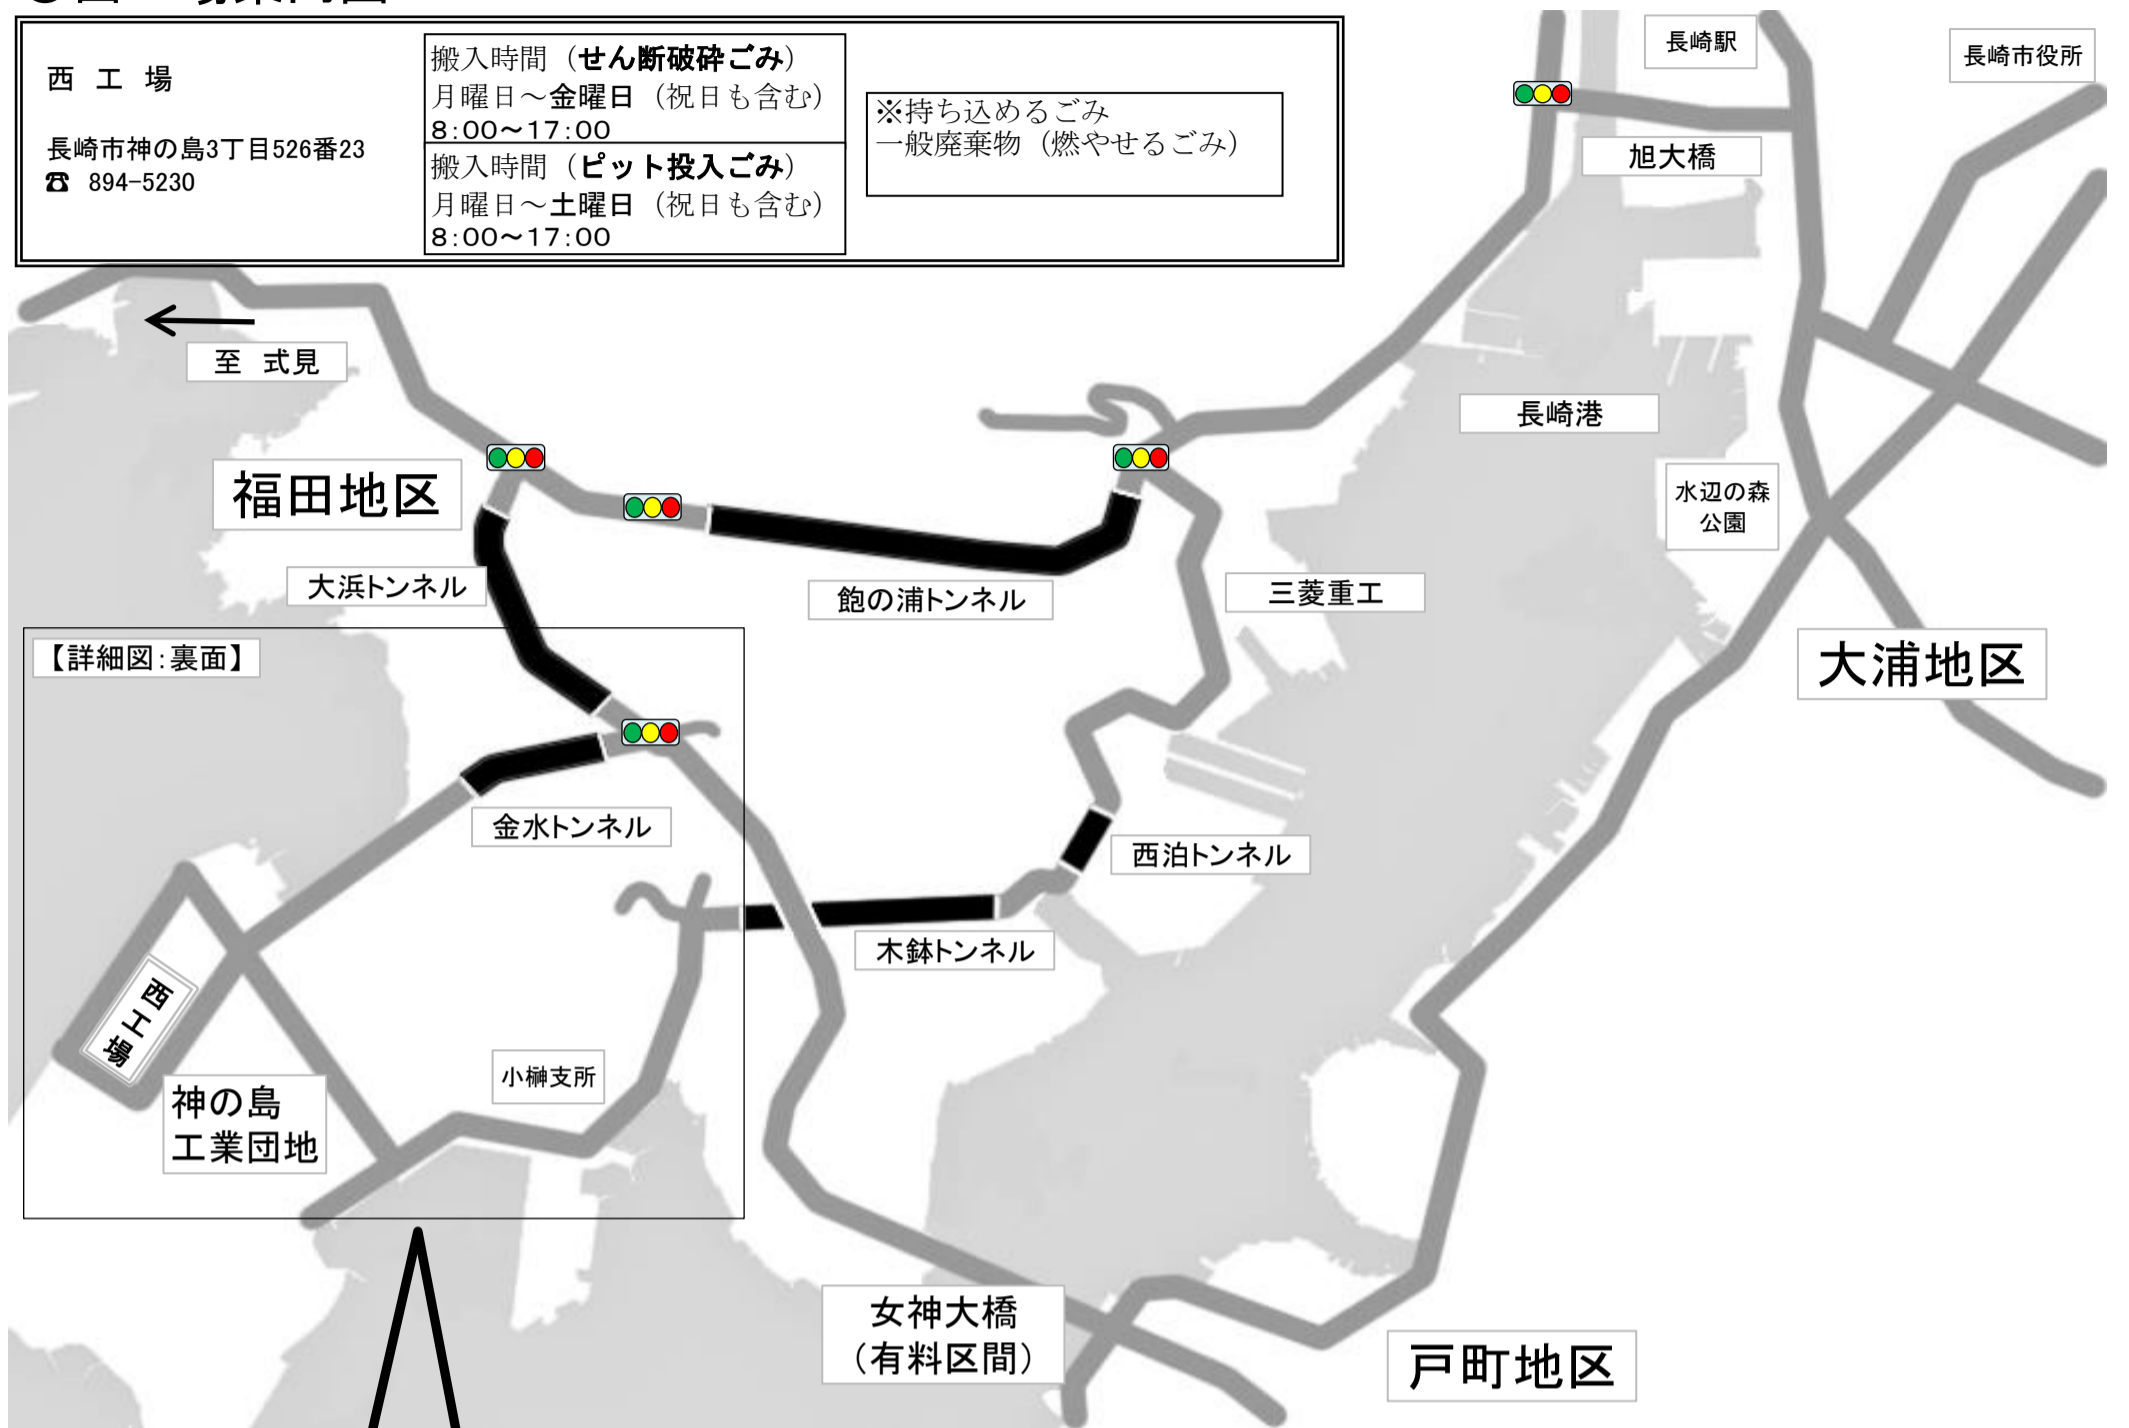 西 工 場
長崎市神の島3丁目526番23
☎ 894-5230
搬入時間（せん断破砕ごみ）
月曜日～金曜日（祝日も含む）
8:00～17:00
搬入時間（ピット投入ごみ）
月曜日～土曜日（祝日も含む）
8:00～17:00
※持ち込めるごみ
一般廃棄物（燃やせるごみ）
長崎駅
長崎市役所
旭大橋
至 式見
長崎港
福田地区
水辺の森
公園
大浜トンネル
飽の浦トンネル
三菱重工
【詳細図:裏面】
大浦地区
金水トンネル
西泊トンネル
木鉢トンネル
西工場
小榊支所
神の島
工業団地
女神大橋
（有料区間）
戸町地区